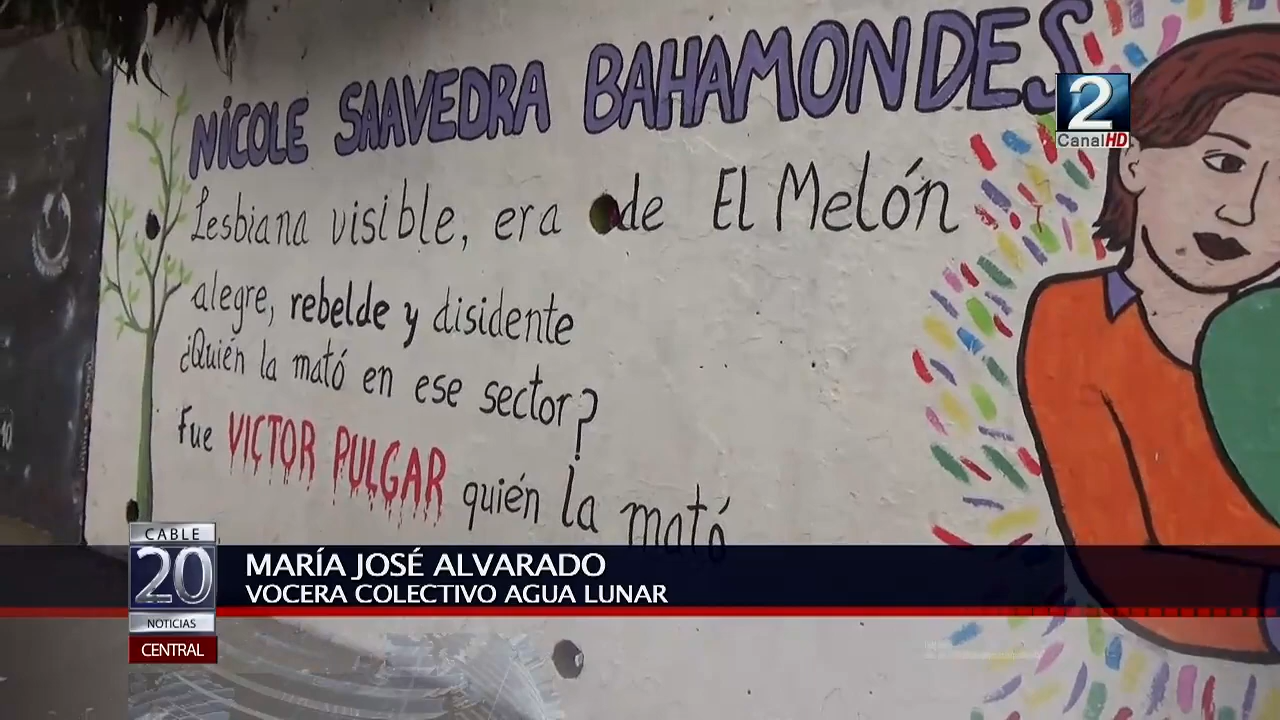 NICOLE SAAVEDRA BAHAMONDES
2
CanalHD
Lesbiana visible, era de El Melón
alegre, rebelde y disidente
¿Quién la mató en ese sector?
Fue VICTOR PULGAR quién la mató
CABLE
20
NOTICIAS
CENTRAL
MARÍA JOSÉ ALVARADO
VOCERA COLECTIVO AGUA LUNAR